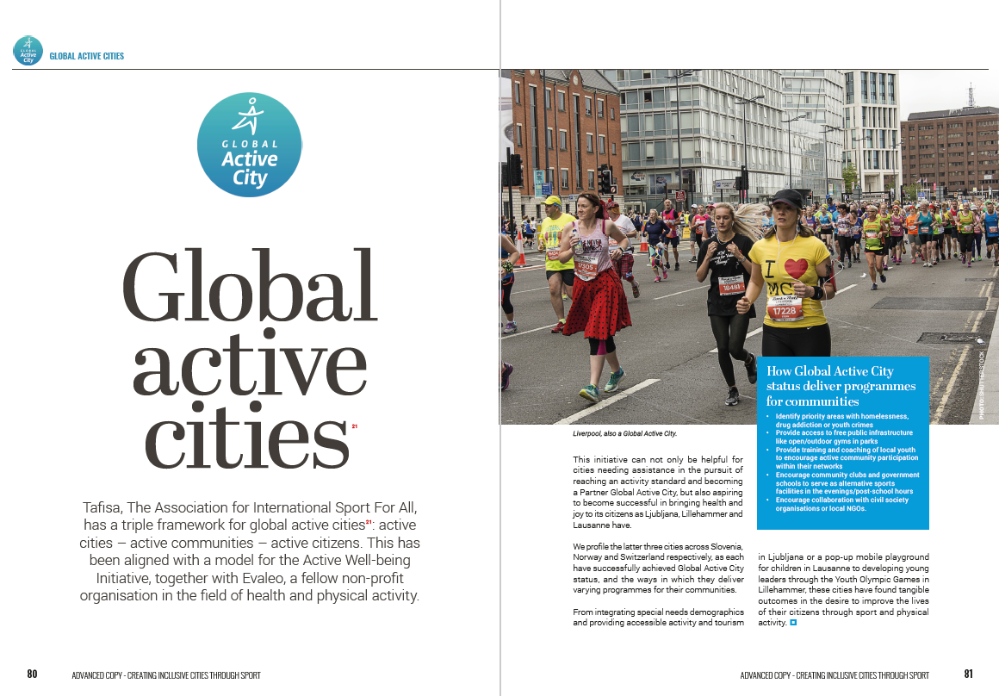 GLOBAL
Active
City
GLOBAL ACTIVE CITIES
GLOBAL
Active
City
Global
active
cities21
Tafisa, The Association for International Sport For All,
has a triple framework for global active cities21: active
cities – active communities – active citizens. This has
been aligned with a model for the Active Well-being
Initiative, together with Evaleo, a fellow non-profit
organisation in the field of health and physical activity.
80
ADVANCED COPY - CREATING INCLUSIVE CITIES THROUGH SPORT
17305
18481
I
MC
17228
PHOTO: SHUTTERSTOCK
Liverpool, also a Global Active City.
This initiative can not only be helpful for
cities needing assistance in the pursuit of
reaching an activity standard and becoming
a Partner Global Active City, but also aspiring
to become successful in bringing health and
joy to its citizens as Ljubljana, Lillehammer and
Lausanne have.
We profile the latter three cities across Slovenia,
Norway and Switzerland respectively, as each
have successfully achieved Global Active City
status, and the ways in which they deliver
varying programmes for their communities.
From integrating special needs demographics
and providing accessible activity and tourism
How Global Active City
status deliver programmes
for communities
• Identify priority areas with homelessness,
drug addiction or youth crimes
• Provide access to free public infrastructure
like open/outdoor gyms in parks
• Provide training and coaching of local youth
to encourage active community participation
within their networks
• Encourage community clubs and government
schools to serve as alternative sports
facilities in the evenings/post-school hours
• Encourage collaboration with civil society
organisations or local NGOs.
in Ljubljana or a pop-up mobile playground
for children in Lausanne to developing young
leaders through the Youth Olympic Games in
Lillehammer, these cities have found tangible
outcomes in the desire to improve the lives
of their citizens through sport and physical
activity.
ADVANCED COPY - CREATING INCLUSIVE CITIES THROUGH SPORT
81